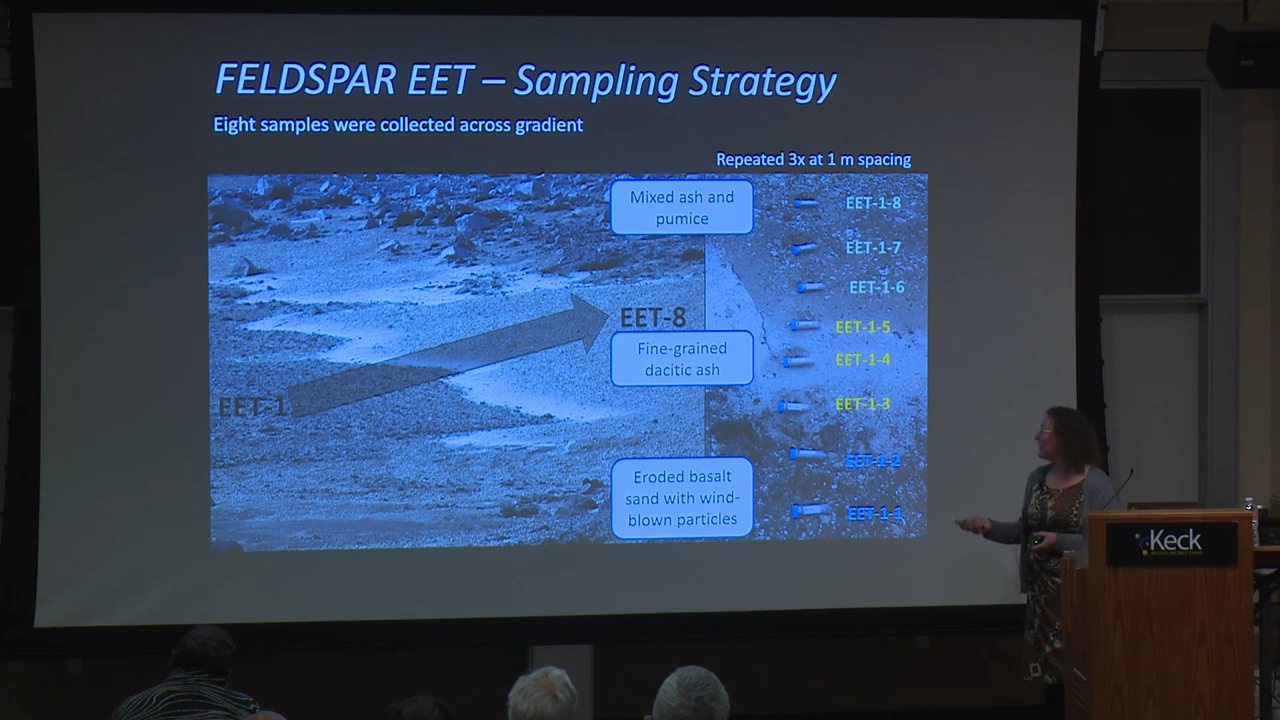 FELDSPAR EET – Sampling Strategy
Eight samples were collected across gradient
Repeated 3x at 1 m spacing
Mixed ash and
pumice
EET-1-8
EET-1-7
EET-1-6
EET-8
EET-1-5
Fine-grained
dacitic ash
EET-1-4
EET-1
EET-1-3
EET-1-2
Eroded basalt
sand with wind-
blown particles
EET-1-1
Keck